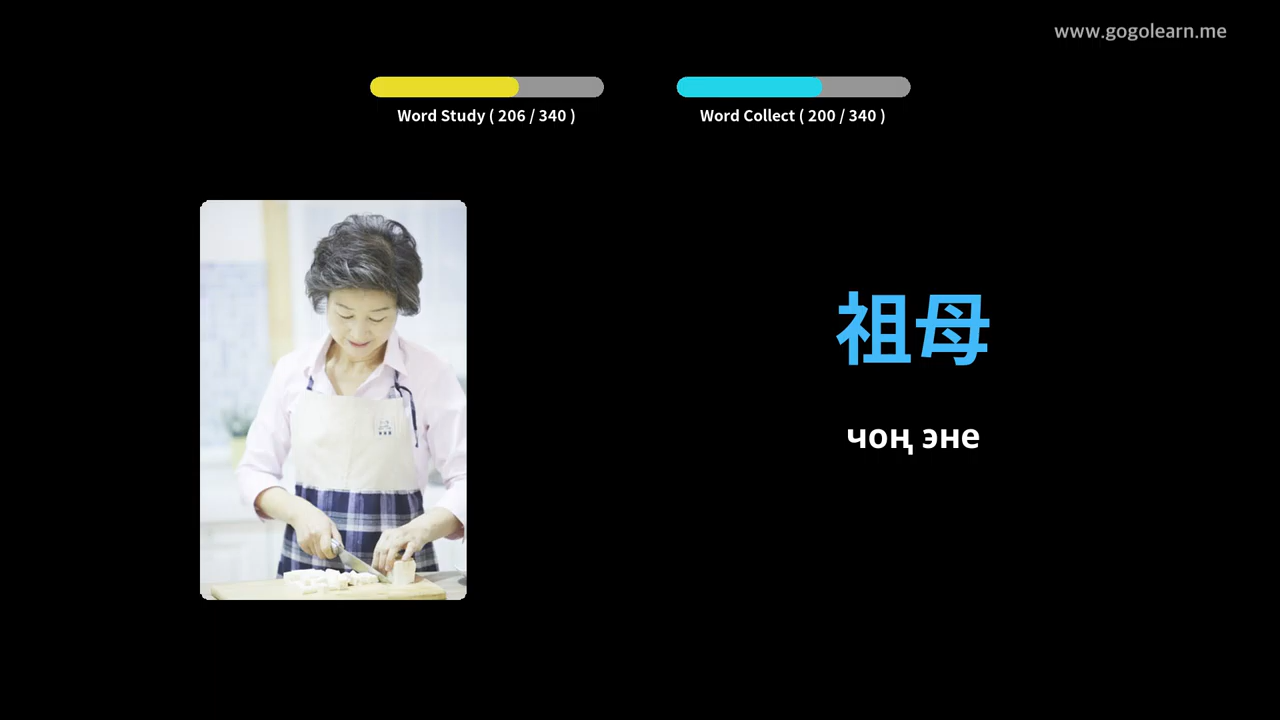 www.gogolearn.me
Word Study ( 206 / 340 )
Word Collect ( 200 / 340 )
祖母
чоң эне